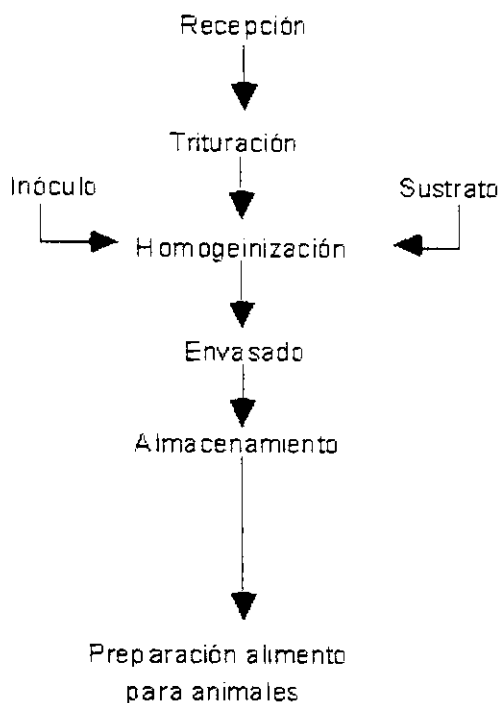 Recepción
Trituración
Inóculo
Sustrato
Homogeinización
Envasado
Almacenamiento
Preparación alimento
para animales